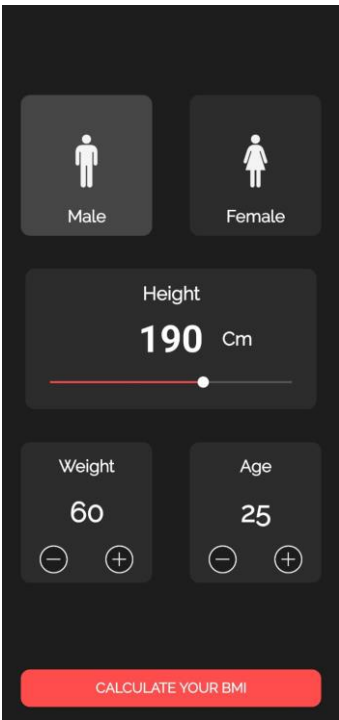 Male Female
Height
190 Cm
Weight Age
60 25
CALCULATE YOUR BMI